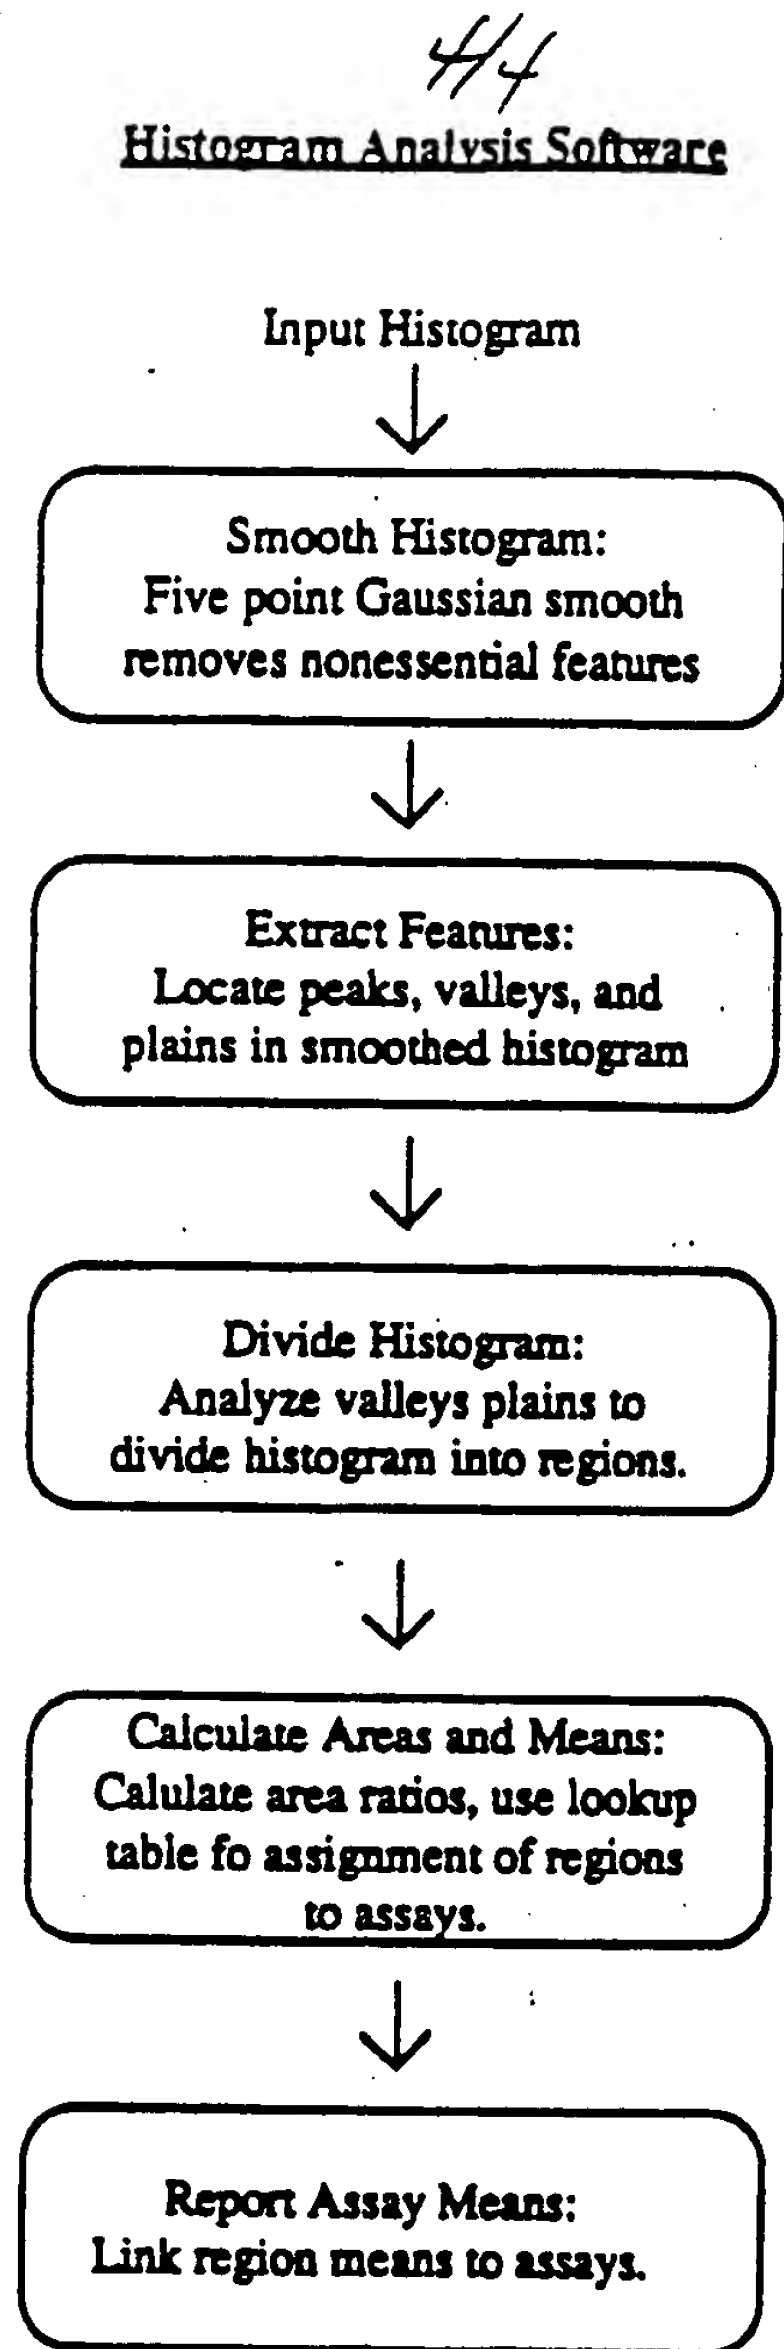 4/4
Histogram Analysis Software
Input Histogram
Smooth Histogram:
Five point Gaussian smooth
removes nonessential features
Extract Features:
Locate peaks, valleys, and
plains in smoothed histogram
Divide Histogram:
Analyze valleys plains to
divide histogram into regions.
Calculate Areas and Means:
Calulate area ratios, use lookup
table fo assignment of regions
to assays.
Report Assay Means:
Link region means to assays.